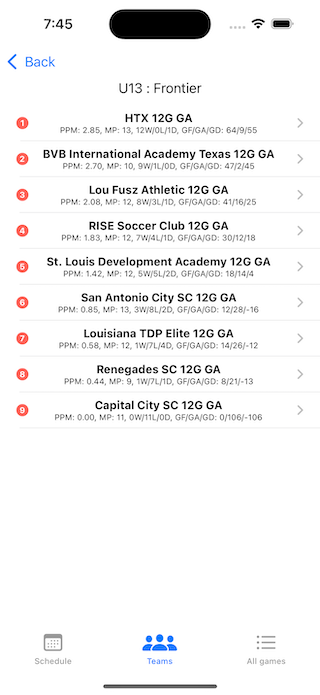 7:45
Back
U13 : Frontier
1
HTX 12G GA
PPM: 2.85, MP: 13, 12W/0L/1D, GF/GA/GD: 64/9/55
2
BVB International Academy Texas 12G GA
PPM: 2.70, MP: 10, 9W/1L/0D, GF/GA/GD: 47/2/45
3
Lou Fusz Athletic 12G GA
PPM: 2.08, MP: 12, 8W/3L/1D, GF/GA/GD: 41/16/25
4
RISE Soccer Club 12G GA
PPM: 1.83, MP: 12, 7W/4L/1D, GF/GA/GD: 30/12/18
5
St. Louis Development Academy 12G GA
PPM: 1.42, MP: 12, 5W/5L/2D, GF/GA/GD: 18/14/4
6
San Antonio City SC 12G GA
PPM: 0.85, MP: 13, 3W/8L/2D, GF/GA/GD: 12/28/-16
7
Louisiana TDP Elite 12G GA
PPM: 0.58, MP: 12, 1W/7L/4D, GF/GA/GD: 14/26/-12
8
Renegades SC 12G GA
PPM: 0.44, MP: 9, 1W/7L/1D, GF/GA/GD: 8/21/-13
9
Capital City SC 12G GA
PPM: 0.00, MP: 11, 0W/11L/0D, GF/GA/GD: 0/106/-106
Schedule
Teams
All games